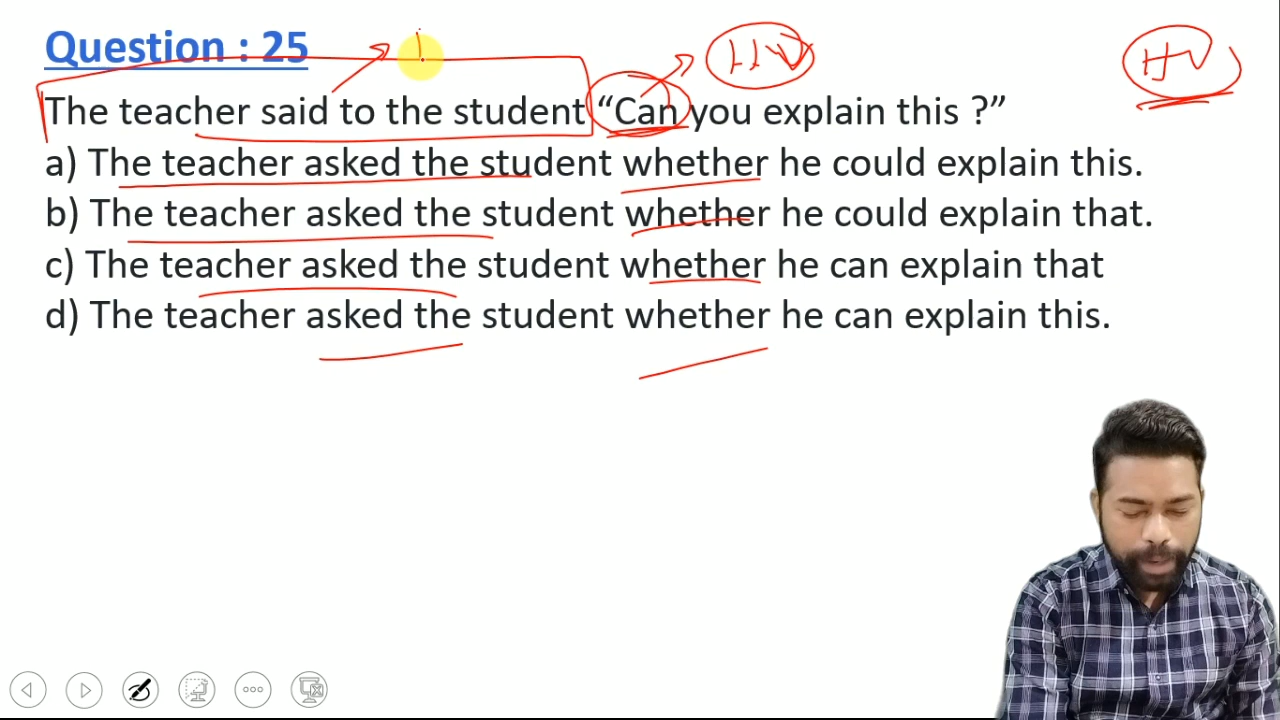 Question : 25
HV
HV
The teacher said to the student “Can you explain this ?”
a) The teacher asked the student whether he could explain this.
b) The teacher asked the student whether he could explain that.
c) The teacher asked the student whether he can explain that
d) The teacher asked the student whether he can explain this.